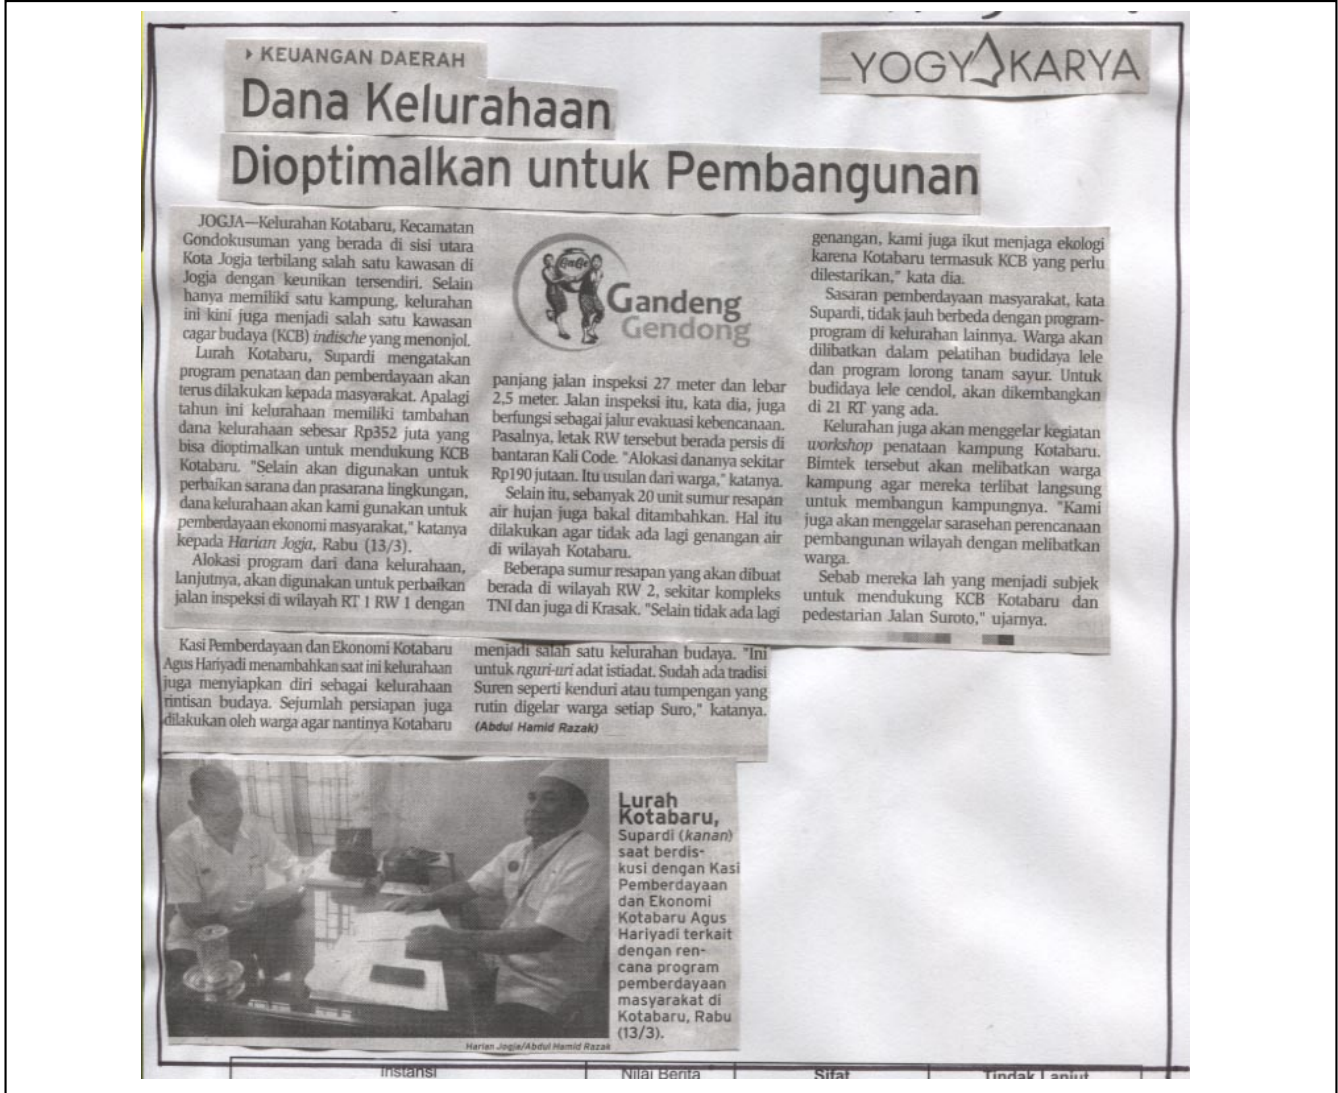 KEUANGAN DAERAH
YOGYAKARYA
Dana Kelurahaan
Dioptimalkan untuk Pembangunan
JOGJA—Kelurahan Kotabaru, Kecamatan
Gondokusuman yang berada di sisi utara
Kota Jogja terbilang salah satu kawasan di
Jogja dengan keunikan tersendiri. Selain
hanya memiliki satu kampung, kelurahan
ini kini juga menjadi salah satu kawasan
cagar budaya (KCB) indische yang menonjol.
Lurah Kotabaru, Supardi mengatakan
program penataan dan pemberdayaan akan
terus dilakukan kepada masyarakat. Apalagi
tahun ini kelurahan memiliki tambahan
dana kelurahan sebesar Rp352 juta yang
bisa dioptimalkan untuk mendukung KCB
Kotabaru. "Selain akan digunakan untuk
perbaikan sarana dan prasarana lingkungan,
dana kelurahaan akan kami gunakan untuk
pemberdayaan ekonomi masyarakat," katanya
kepada Harian Jogja, Rabu (13/3).
Alokasi program dari dana kelurahaan,
lanjutnya, akan digunakan untuk perbaikan
jalan inspeksi di wilayah RT 1 RW 1 dengan
Gandeng
Gendong
panjang jalan inspeksi 27 meter dan lebar
2,5 meter. Jalan inspeksi itu, kata dia, juga
berfungsi sebagai jalur evakuasi kebencanaan.
Pasalnya, letak RW tersebut berada persis di
bantaran Kali Code. "Alokasi dananya sekitar
Rp190 jutaan. Itu usulan dari warga," katanya.
Selain itu, sebanyak 20 unit sumur resapan
air hujan juga bakal ditambahkan. Hal itu
dilakukan agar tidak ada lagi genangan air
di wilayah Kotabaru.
Beberapa sumur resapan yang akan dibuat
berada di wilayah RW 2, sekitar kompleks
TNI dan juga di Krasak. "Selain tidak ada lagi
genangan, kami juga ikut menjaga ekologi
karena Kotabaru termasuk KCB yang perlu
dilestarikan," kata dia.
Sasaran pemberdayaan masyarakat, kata
Supardi, tidak jauh berbeda dengan program-
program di kelurahan lainnya. Warga akan
dilibatkan dalam pelatihan budidaya lele
dan program lorong tanam sayur. Untuk
budidaya lele cendol, akan dikembangkan
di 21 RT yang ada.
Kelurahan juga akan menggelar kegiatan
workshop penataan kampung Kotabaru.
Bimtek tersebut akan melibatkan warga
kampung agar mereka terlibat langsung
untuk membangun kampungnya. "Kami
juga akan menggelar sarasehan perencanaan
pembangunan wilayah dengan melibatkan
warga.
Sebab mereka lah yang menjadi subjek
untuk mendukung KCB Kotabaru dan
pedestarian Jalan Suroto," ujarnya.
Kasi Pemberdayaan dan Ekonomi Kotabaru
Agus Hariyadi menambahkan saat ini kelurahaan
juga menyiapkan diri sebagai kelurahaan
rintisan budaya. Sejumlah persiapan juga
dilakukan oleh warga agar nantinya Kotabaru
menjadi salah satu kelurahan budaya. "Ini
untuk nguri-uri adat istiadat. Sudah ada tradisi
Suren seperti kenduri atau tumpengan yang
rutin digelar warga setiap Suro," katanya.
(Abdul Hamid Razak)
Lurah
Kotabaru,
Supardi (kanan)
saat berdis-
kusi dengan Kasi
Pemberdayaan
dan Ekonomi
Kotabaru Agus
Hariyadi terkait
dengan ren-
cana program
pemberdayaan
masyarakat di
Kotabaru, Rabu
(13/3).
Harian Jogja/Abdul Hamid Razak
Instansi
Nilai Berita
Sifat
Tindak Lanjut